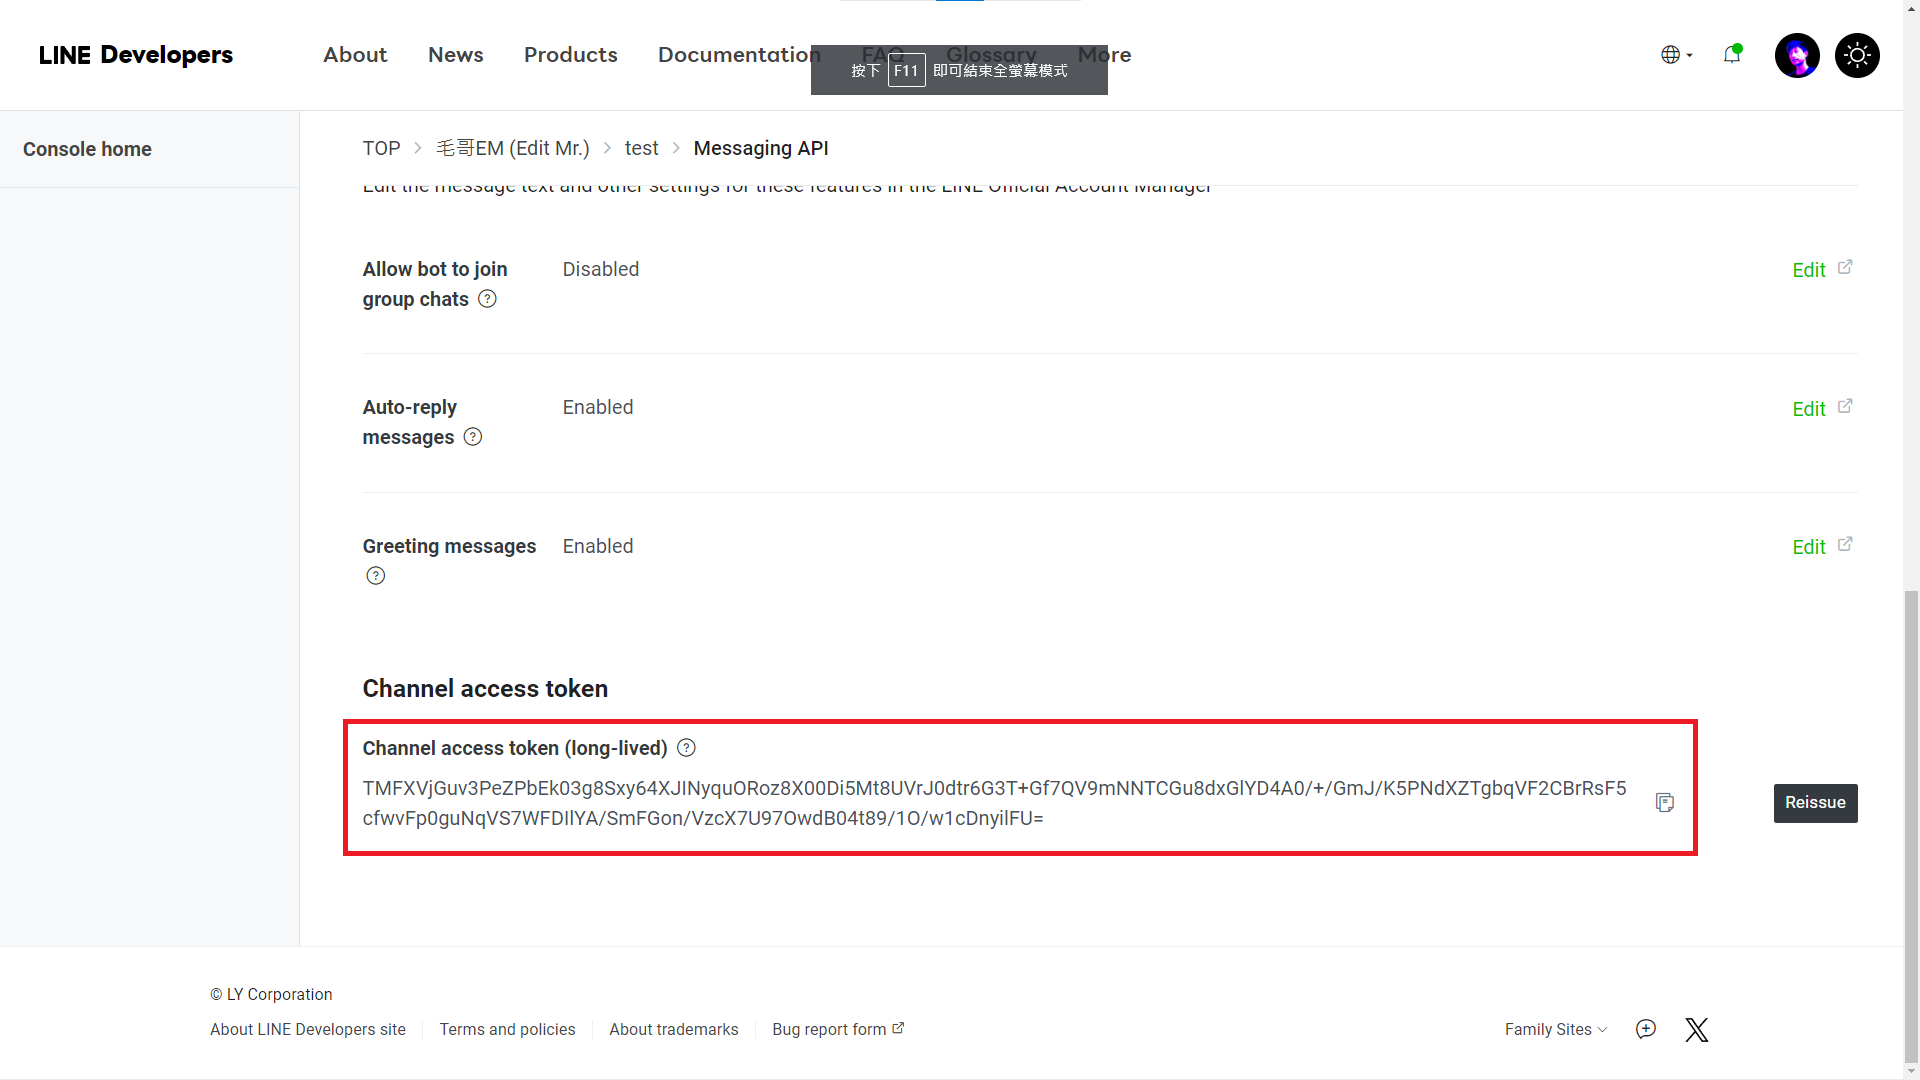 LINE Developers
About News Products Documentation FAQ Glossary More
按下 F11 即可結束全螢幕模式
Console home
TOP 毛哥EM (Edit Mr.) test Messaging API
Edit the message text and other settings for these features in the LINE Official Account Manager
Allow bot to join
group chats ?
Disabled
Edit
Auto-reply
messages ?
Enabled
Edit
Greeting messages
?
Enabled
Edit
Channel access token
Channel access token (long-lived) ?
TMFXVjGuv3PeZPbEk03g8Sxy64XJINyquORoz8X00Di5Mt8UVrJ0dtr6G3T+Gf7QV9mNNTCGu8dxGlYD4A0/+/GmJ/K5PNdXZTgbqVF2CBrRsF5
cfwvFp0guNqVS7WFDIlYA/SmFGon/VzcX7U97OwdB04t89/1O/w1cDnyilFU=
Reissue
© LY Corporation
About LINE Developers site Terms and policies About trademarks Bug report form
Family Sites